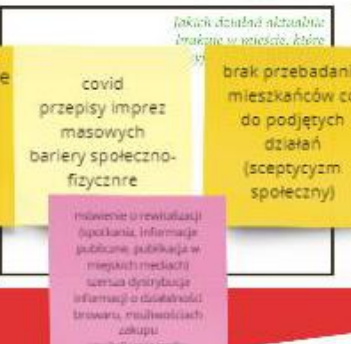 Jakich działań aktualnie
brakuje w mieście, które
e
covid
przepisy imprez
masowych
bariery społeczno-
fizycznre
brak przebadani
mieszkańców co
do podjętych
działań
(sceptycyzm
społeczny)
mówienie o rewitalizacji
(spotkania, informacje
publiczne, publikacja w
miejskich mediach)
szersza dystrybucja
informacji o działalności
browaru, możliwościach
zakupu